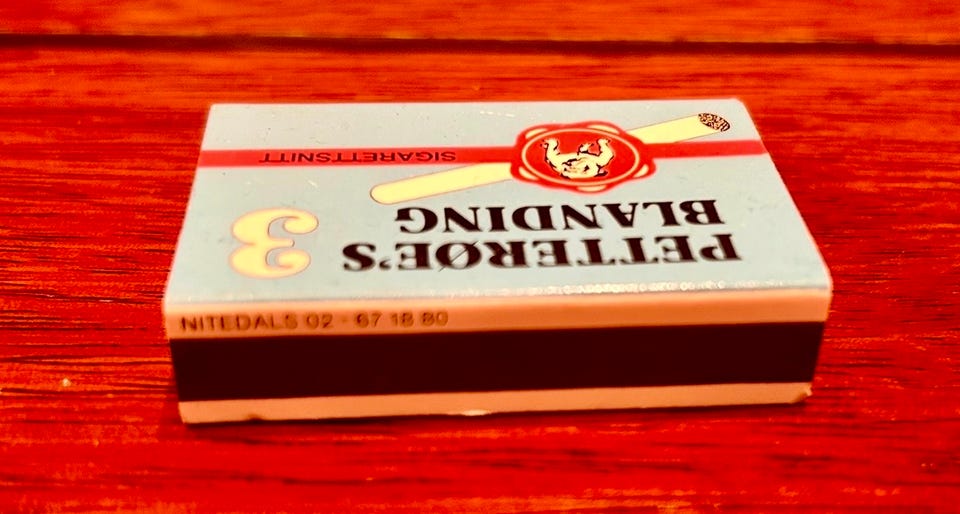 PETTERØE'S
BLANDING
3
SIGARETTSNITT
NITEDALS 02 - 67 18 80